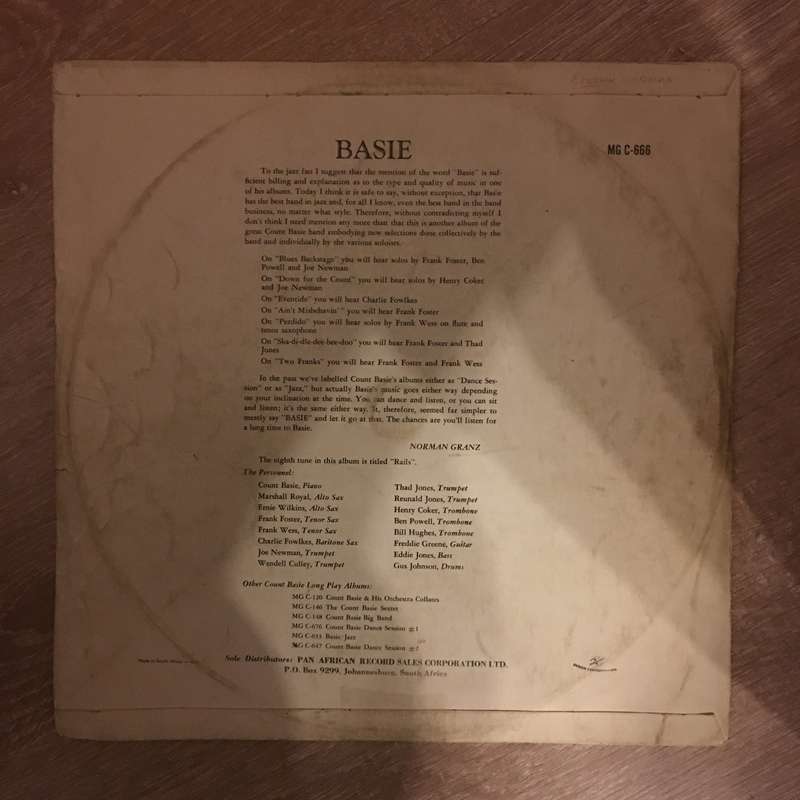 BASIE
MG C-666
To the jazz fan I suggest that the mention of the word "Basie" is suf-
ficient billing and explanation as to the type and quality of music in one
of his albums. Today I think it is safe to say, without exception, that Basie
has the best band in jazz and, for all I know, even the best band in the band
business, no matter what style. Therefore, without contradicting myself I
don't think I need mention any more than that this is another album of the
great Count Basie band embodying new selections done collectively by the
band and individually by the various soloists.
On "Blues Backstage" you will hear solos by Frank Foster, Ben
Powell and Joe Newman
On "Down for the Count" you will hear solos by Henry Coker
and Joe Newman
On "Eventide" you will hear Charlie Fowlkes
On "Ain't Misbehavin'" you will hear Frank Foster
On "Perdido" you will hear solos by Frank Wess on flute and
tenor saxophone
On "Ska-di-dle-dee-bee-doo" you will hear Frank Foster and Thad
Jones
On "Two Franks" you will hear Frank Foster and Frank Wess
In the past we've labelled Count Basie's albums either as "Dance Ses-
sion" or as "Jazz," but actually Basie's music goes either way depending
on your inclination at the time. You can dance and listen, or you can sit
and listen; it's the same either way. It, therefore, seemed far simpler to
merely say "BASIE" and let it go at that. The chances are you'll listen for
a long time to Basie.
NORMAN GRANZ
The eighth tune in this album is titled "Rails".
The Personnel:
Count Basie, Piano
Marshall Royal, Alto Sax
Ernie Wilkins, Alto Sax
Frank Foster, Tenor Sax
Frank Wess, Tenor Sax
Charlie Fowlkes, Baritone Sax
Joe Newman, Trumpet
Wendell Culley, Trumpet
Thad Jones, Trumpet
Reunald Jones, Trumpet
Henry Coker, Trombone
Ben Powell, Trombone
Bill Hughes, Trombone
Freddie Greene, Guitar
Eddie Jones, Bass
Gus Johnson, Drums
Other Count Basie Long Play Albums:
MG C-120 Count Basie & His Orchestra Collates
MG C-146 The Count Basie Sextet
MG C-148 Count Basie Big Band
MG C-626 Count Basie Dance Session #1
MG C-633 Basie Jazz
MG C-647 Count Basie Dance Session #2
Sole Distributors: PAN AFRICAN RECORD SALES CORPORATION LTD.
P.O. Box 9299, Johannesburg, South Africa
Made in South Africa